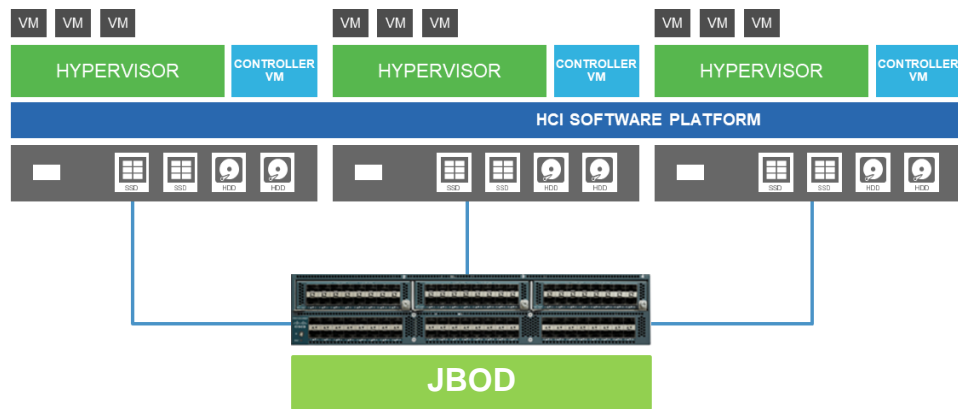 VM VM VM
VM VM VM
VM VM VM
HYPERVISOR
CONTROLLER
VM
HYPERVISOR
CONTROLLER
VM
HYPERVISOR
CONTROLLER
VM
HCI SOFTWARE PLATFORM
SSD SSD HDD HDD
SSD SSD HDD HDD
SSD SSD HDD HDD
JBOD